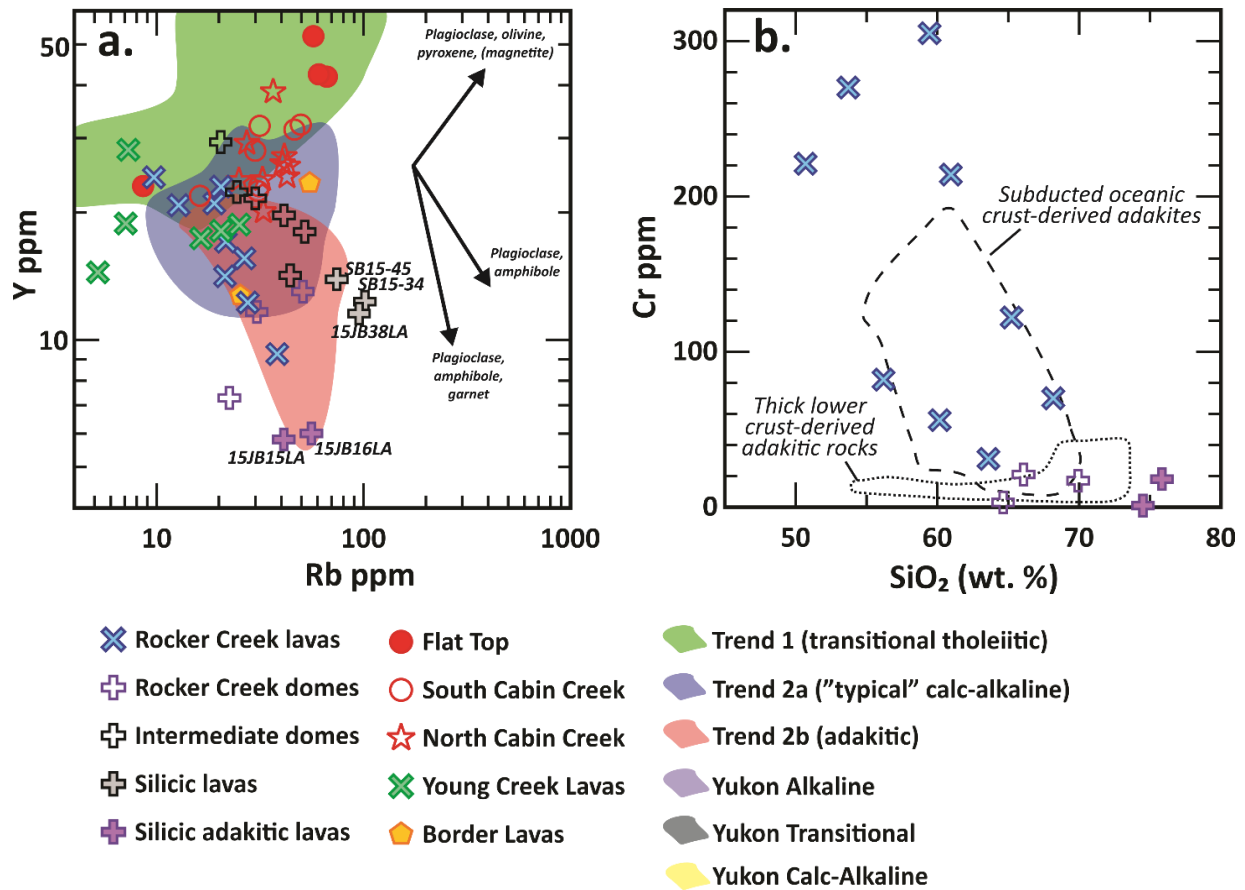 a.
50
10
Y ppm
10
100
1000
Rb ppm
Plagioclase, olivine,
pyroxene, (magnetite)
Plagioclase,
amphibole
Plagioclase,
amphibole,
garnet
SB15-45
SB15-34
15JB38LA
15JB15LA
15JB16LA
b.
300
200
100
0
Cr ppm
50
60
70
80
SiO₂ (wt. %)
Subducted oceanic
crust-derived adakites
Thick lower
crust-derived
adakitic rocks
Rocker Creek lavas
Rocker Creek domes
Intermediate domes
Silicic lavas
Silicic adakitic lavas
Flat Top
South Cabin Creek
North Cabin Creek
Young Creek Lavas
Border Lavas
Trend 1 (transitional tholeiitic)
Trend 2a ("typical" calc-alkaline)
Trend 2b (adakitic)
Yukon Alkaline
Yukon Transitional
Yukon Calc-Alkaline